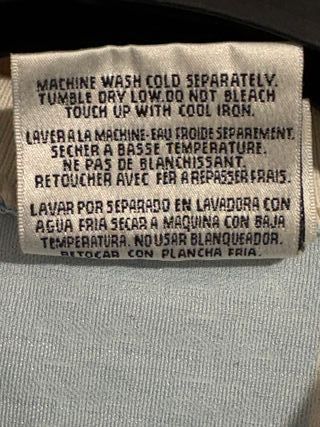 MACHINE WASH COLD SEPARATELY.
TUMBLE DRY LOW.DO NOT BLEACH
TOUCH UP WITH COOL IRON.
LAVER A LA MACHINE-EAU FROIDE SEPAREMENT.
SECHER A BASSE TEMPERATURE.
NE PAS DE BLANCHISSANT.
RETOUCHER AVEC FER A REPASSER FRAIS.
LAVAR POR SEPARADO EN LAVADORA CON
AGUA FRIA SECAR A MAQUINA CON BAJA
TEMPERATURA. NO USAR BLANQUEADOR.
RETOCAR CON PLANCHA FRIA.